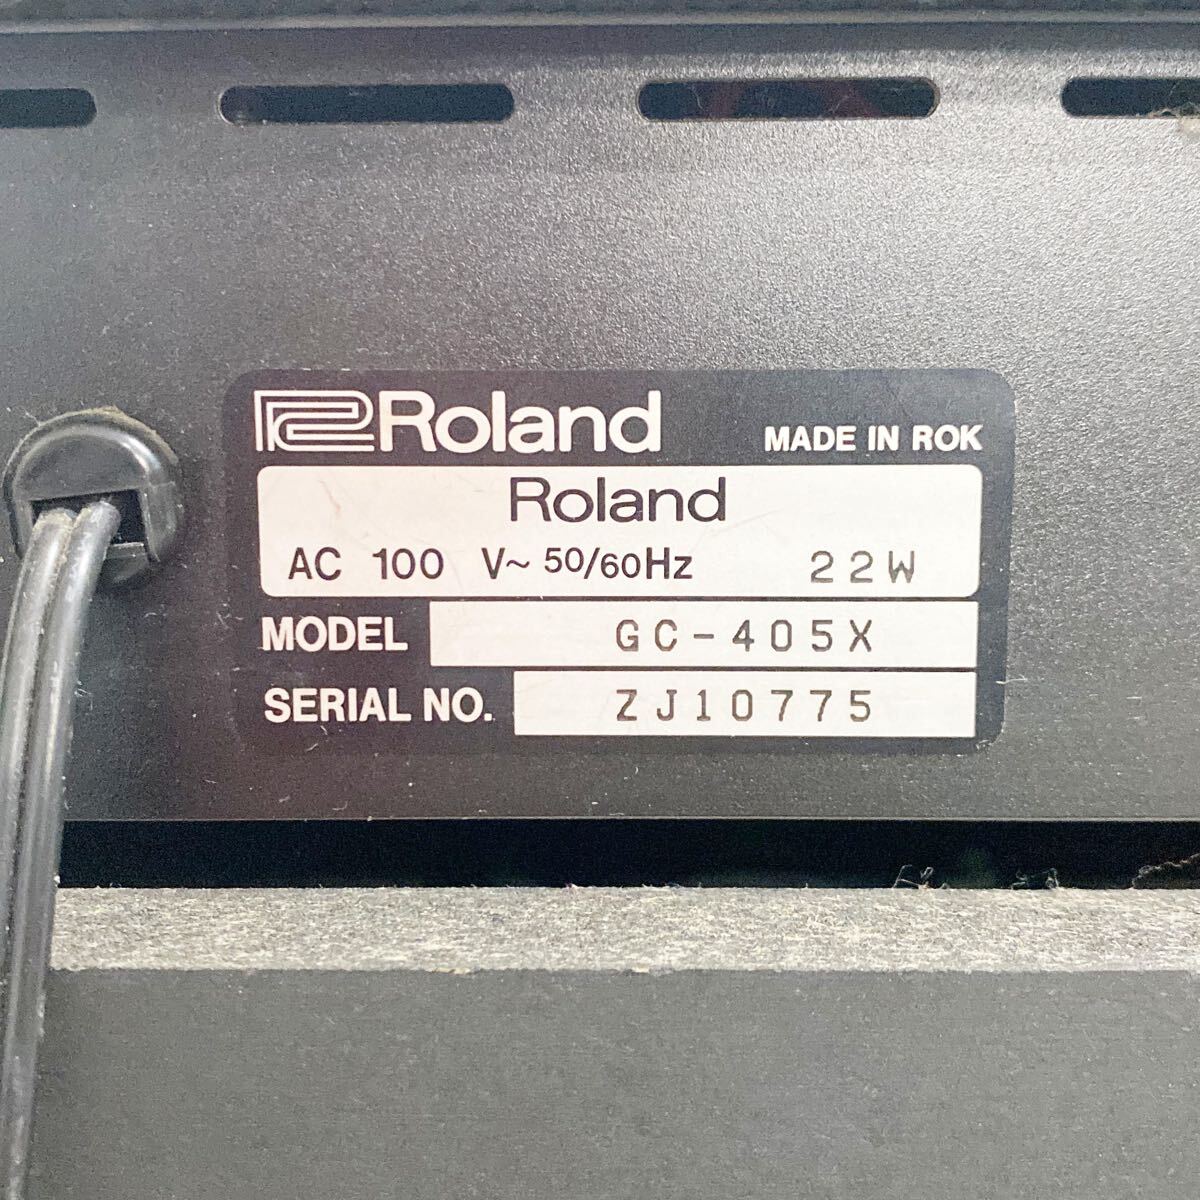 Roland MADE IN ROK
Roland
AC 100 V~ 50/60Hz 22W
MODEL GC-405X
SERIAL NO. ZJ10775